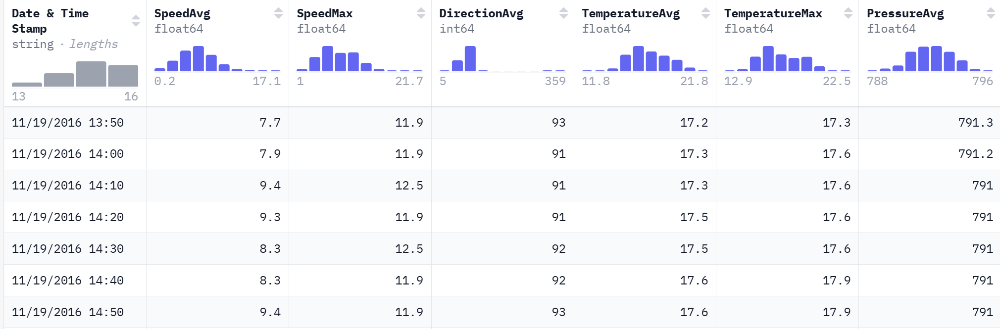 Date & Time Stamp SpeedAvg SpeedMax DirectionAvg TemperatureAvg TemperatureMax PressureAvg
string · lengths float64 float64 int64 float64 float64 float64
13 16 0.2 17.1 1 21.7 5 359 11.8 21.8 12.9 22.5 788 796
11/19/2016 13:50 7.7 11.9 93 17.2 17.3 791.3
11/19/2016 14:00 7.9 11.9 91 17.3 17.6 791.2
11/19/2016 14:10 9.4 12.5 91 17.3 17.6 791
11/19/2016 14:20 9.3 11.9 91 17.5 17.6 791
11/19/2016 14:30 8.3 12.5 92 17.5 17.6 791
11/19/2016 14:40 8.3 11.9 92 17.6 17.9 791
11/19/2016 14:50 9.4 11.9 93 17.6 17.9 791